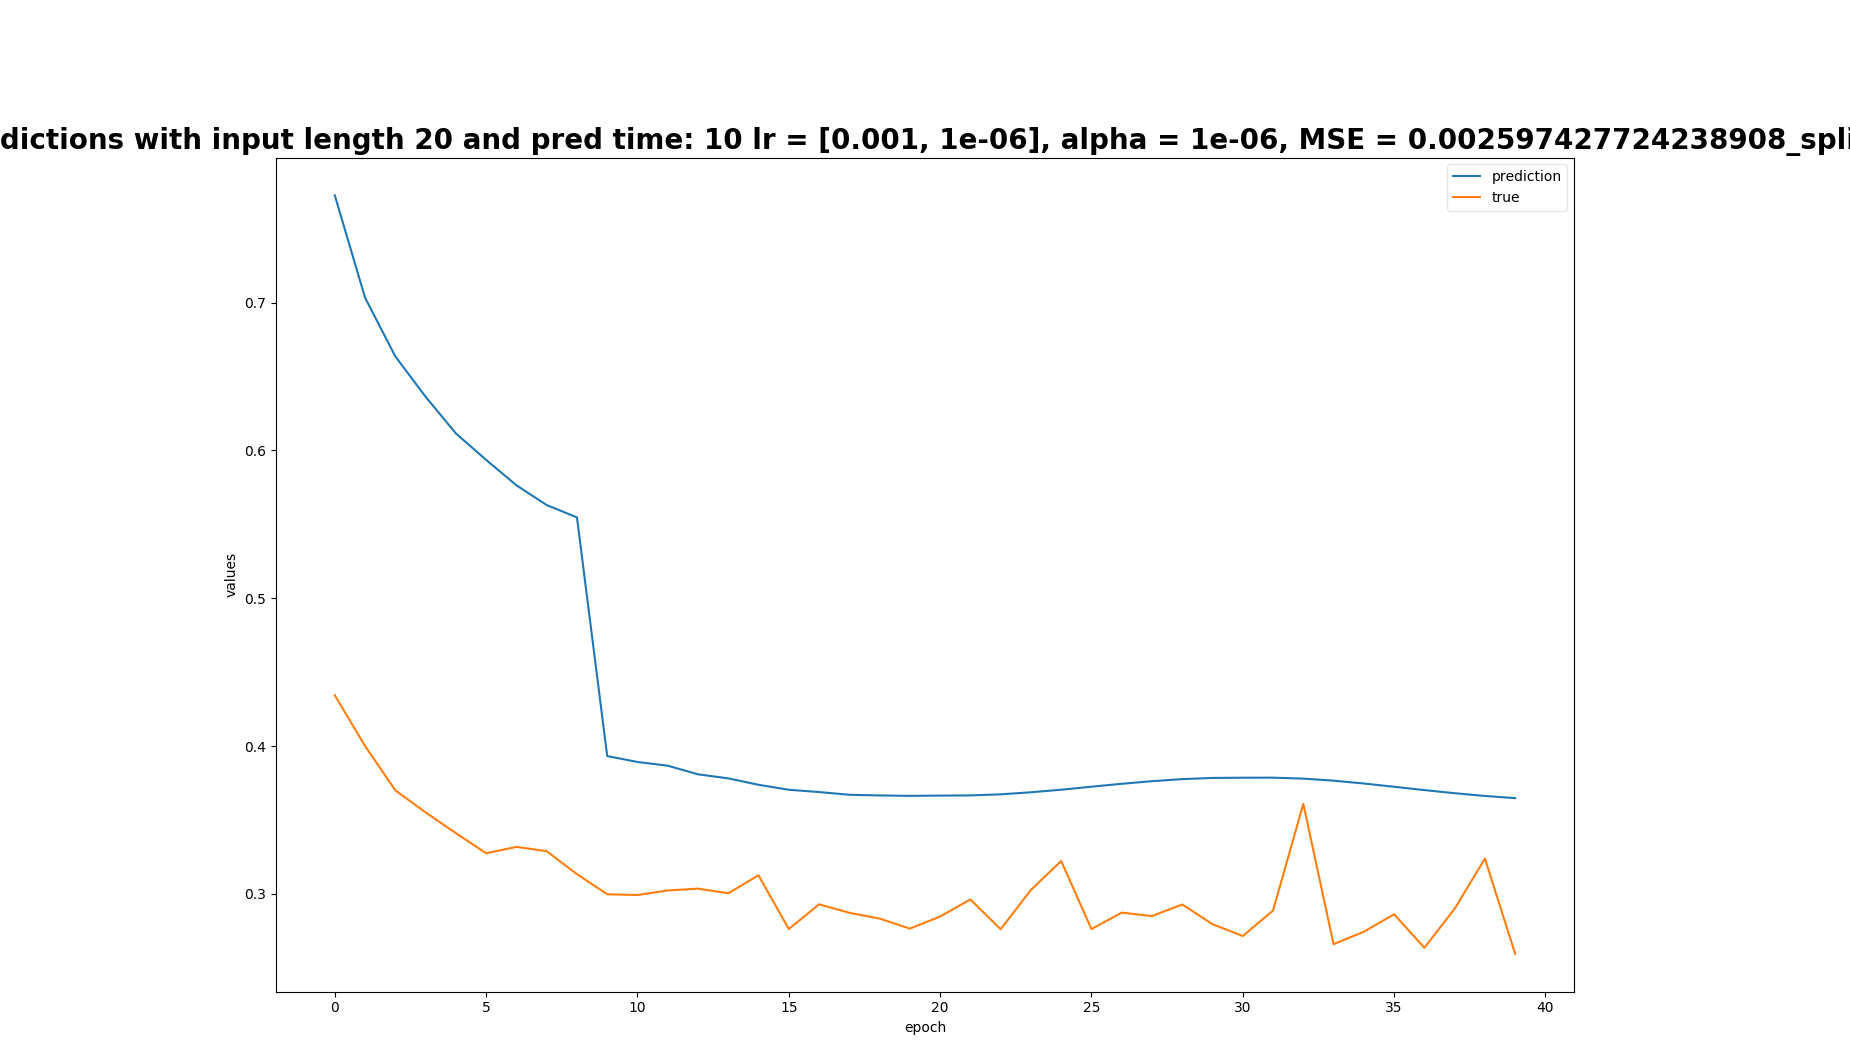 dictions with input length 20 and pred time: 10 lr = [0.001, 1e-06], alpha = 1e-06, MSE = 0.002597427724238908_spli
prediction
true
0.7
0.6
0.5
0.4
0.3
values
0 5 10 15 20 25 30 35 40
epoch